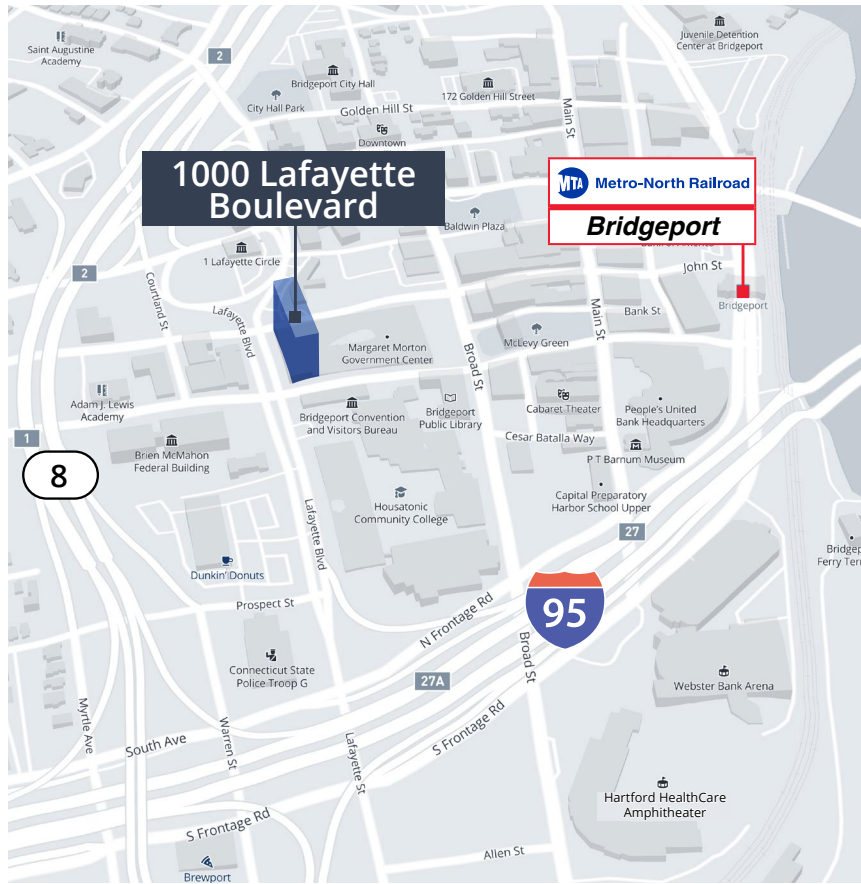 Saint Augustine
Academy
2
Bridgeport City Hall
City Hall Park
Golden Hill St
172 Golden Hill Street
Downtown
Main St
Juvenile Detention
Center at Bridgeport
1000 Lafayette
Boulevard
MTA Metro-North Railroad
Bridgeport
Baldwin Plaza
John St
Bridgeport
1 Lafayette Circle
2
Courtland St
Lafayette Blvd
Margaret Morton
Government Center
Broad St
McLevy Green
Main St
Bank St
Adam J. Lewis
Academy
Bridgeport Convention
and Visitors Bureau
Bridgeport
Public Library
Cabaret Theater
People's United
Bank Headquarters
Cesar Batalla Way
1
8
Brien McMahon
Federal Building
P T Barnum Museum
Capital Preparatory
Harbor School Upper
Housatonic
Community College
Lafayette Blvd
27
Bridgep
Ferry Terr
Dunkin' Donuts
Prospect St
N Frontage Rd
95
Broad St
Connecticut State
Police Troop G
27A
Webster Bank Arena
Myrtle Ave
South Ave
Warren St
Lafayette St
S Frontage Rd
S Frontage Rd
Hartford HealthCare
Amphitheater
Allen St
Brewport